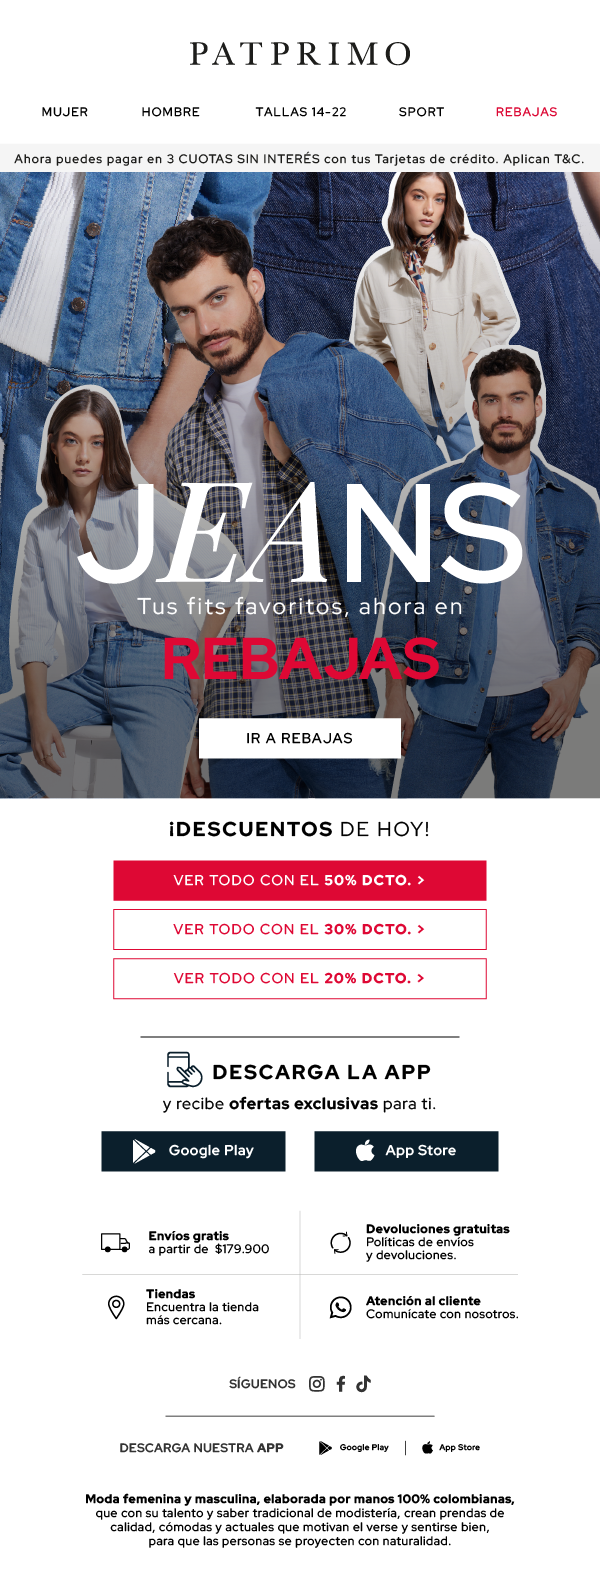 PATPRIMO
MUJER HOMBRE TALLAS 14-22 SPORT REBAJAS
Ahora puedes pagar en 3 CUOTAS SIN INTERÉS con tus Tarjetas de crédito. Aplican T&C.
JEANS
Tus fits favoritos, ahora en
REBAJAS
IR A REBAJAS
¡DESCUENTOS DE HOY!
VER TODO CON EL 50% DCTO. >
VER TODO CON EL 30% DCTO. >
VER TODO CON EL 20% DCTO. >
DESCARGA LA APP
y recibe ofertas exclusivas para ti.
Google Play
App Store
Envíos gratis
a partir de $179.900
Devoluciones gratuitas
Políticas de envíos
y devoluciones.
Tiendas
Encuentra la tienda
más cercana.
Atención al cliente
Comunícate con nosotros.
SÍGUENOS
DESCARGA NUESTRA APP Google Play | App Store
Moda femenina y masculina, elaborada por manos 100% colombianas,
que con su talento y saber tradicional de modistería, crean prendas de
calidad, cómodas y actuales que motivan el verse y sentirse bien,
para que las personas se proyecten con naturalidad.